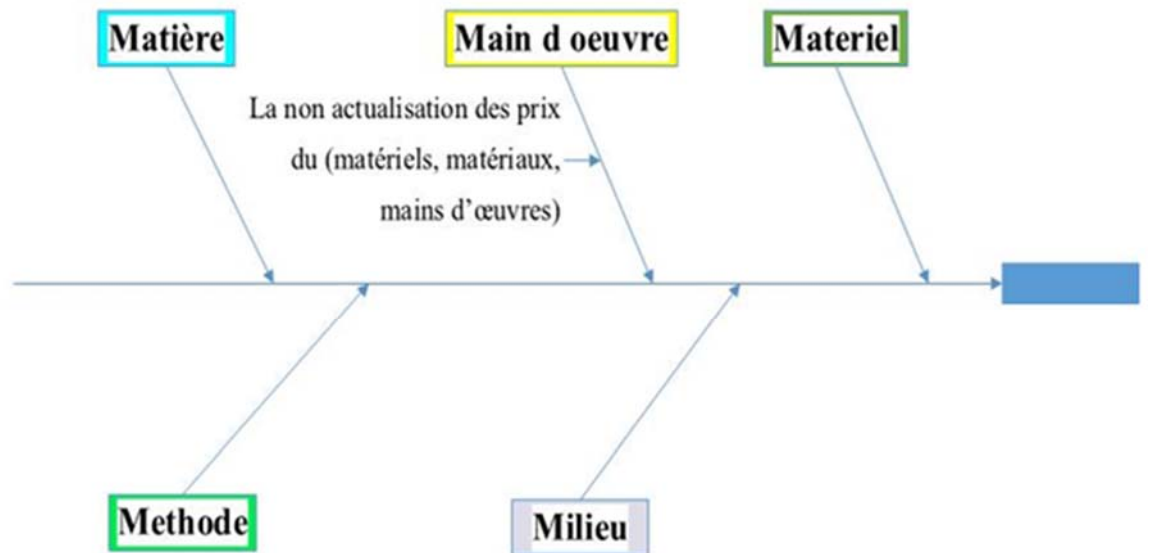 Matière
Main d oeuvre
Materiel
La non actualisation des prix
du (matériels, matériaux,
mains d’œuvres)
Methode
Milieu